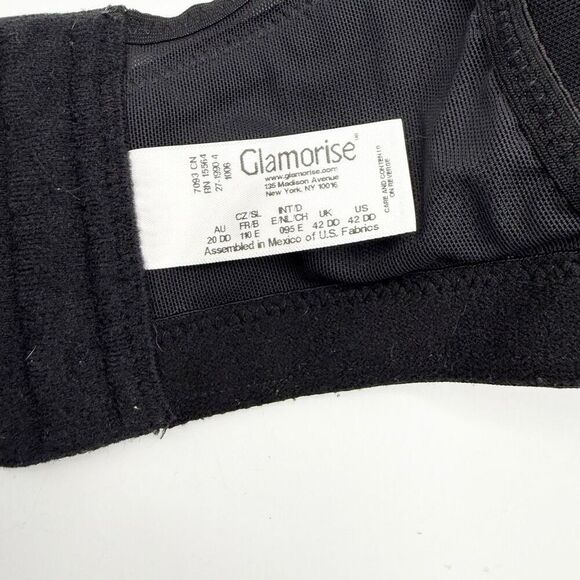 7093 CN
RN 15564
27-1990.4
1006
Glamorise™
www.glamorise.com
135 Madison Avenue
New York, NY 10016
CARE AND CONTENTS
ON REVERSE
CZ/SL INT/D
AU FR/B E/NL/CH UK US
20 DD 110 E 095 E 42 DD 42 DD
Assembled in Mexico of U.S. Fabrics